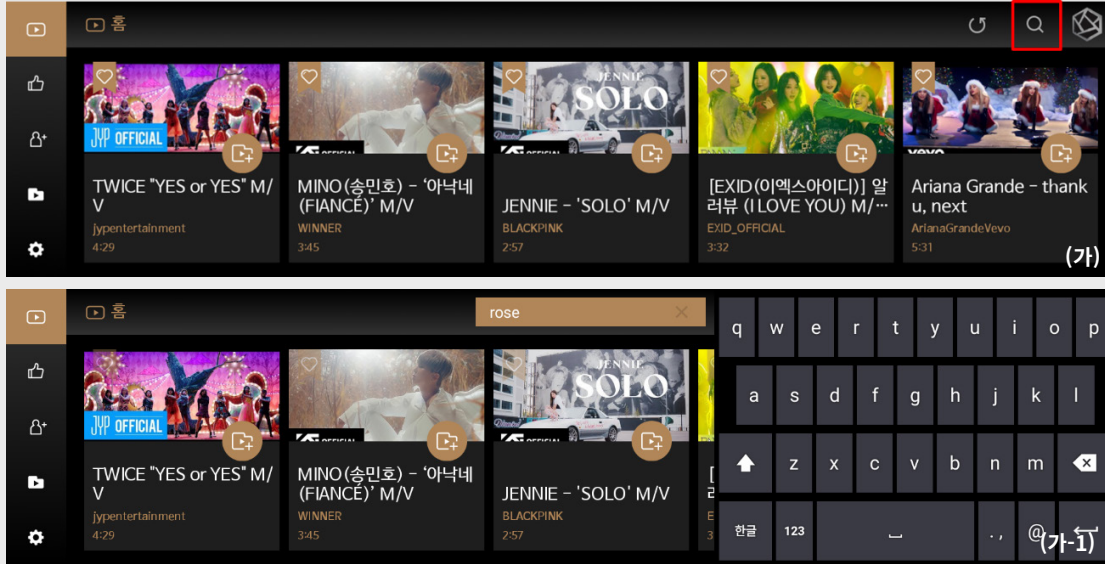 홈
JYP OFFICIAL
TWICE "YES or YES" M/
V
jypentertainment
4:29
OFFICIAL
MINO(송민호) - ‘아낙네
(FIANCÉ)’ M/V
WINNER
3:45
JENNIE
SOLO
JENNIE - 'SOLO' M/V
BLACKPINK
2:57
[EXID(이엑스아이디)] 알
러뷰 (I LOVE YOU) M/…
EXID_OFFICIAL
3:32
vevo
Ariana Grande - thank
u, next
ArianaGrandeVevo
5:31
(가)
홈
rose
JYP OFFICIAL
TWICE "YES or YES" M/
V
jypentertainment
4:29
MINO(송민호) - ‘아낙네
(FIANCÉ)’ M/V
WINNER
3:45
JENNIE
SOLO
JENNIE - 'SOLO' M/V
BLACKPINK
2:57
q w e r t y u i o p
a s d f g h j k l
z x c v b n m
한글 123 . , @
(가-1)